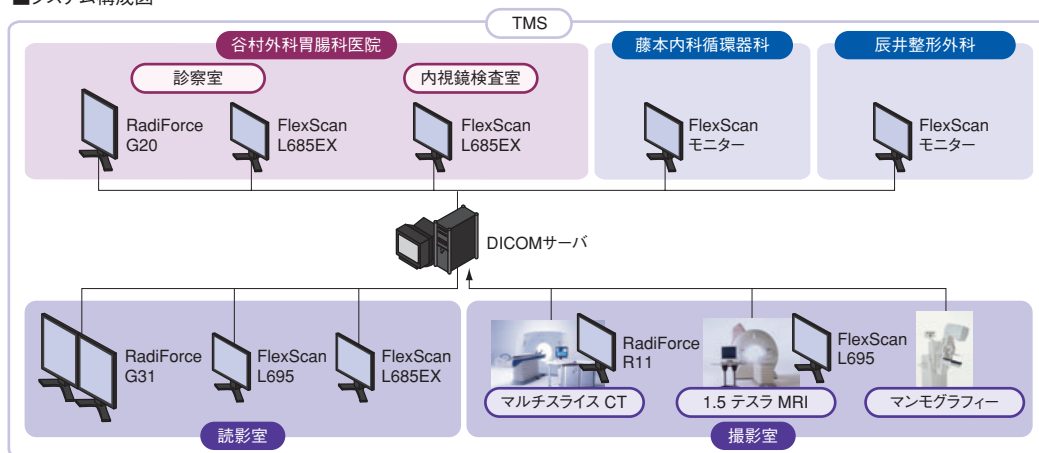 ■システム構成図
TMS
谷村外科胃腸科医院
藤本内科循環器科
辰井整形外科
診察室
内視鏡検査室
RadiForce
G20
FlexScan
L685EX
FlexScan
L685EX
FlexScan
モニター
FlexScan
モニター
DICOMサーバ
RadiForce
G31
FlexScan
L695
FlexScan
L685EX
RadiForce
R11
FlexScan
L695
マルチスライス CT
1.5 テスラ MRI
マンモグラフィー
読影室
撮影室